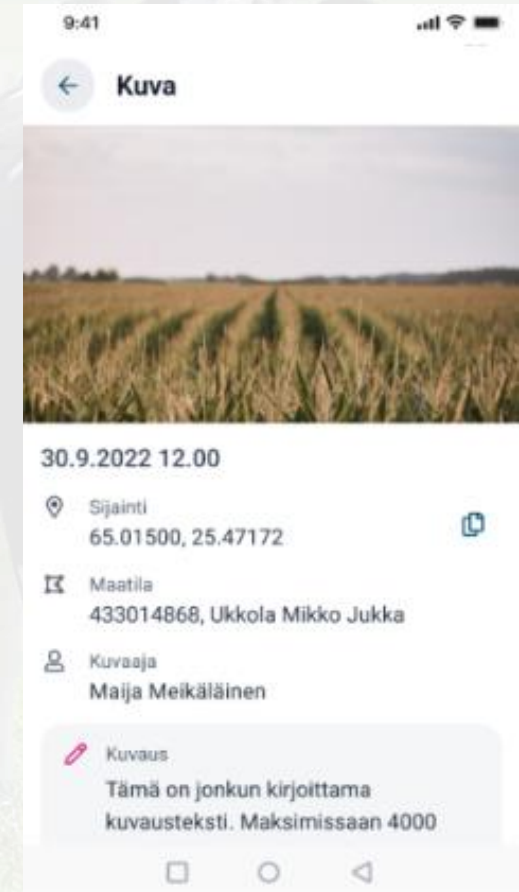 9:41
Kuva
30.9.2022 12.00
Sijainti
65.01500, 25.47172
Maatila
433014868, Ukkola Mikko Jukka
Kuvaaja
Maija Meikäläinen
Kuvaus
Tämä on jonkun kirjoittama
kuvausteksti. Maksimissaan 4000